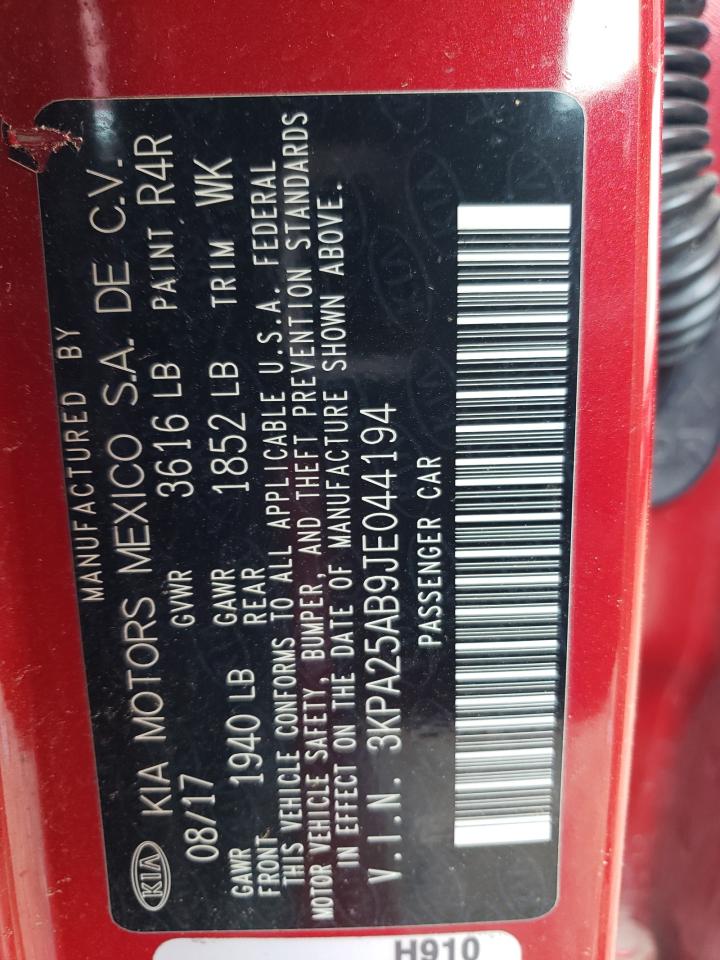 MANUFACTURED BY
KIA KIA MOTORS MEXICO S.A. DE C.V.
08/17 GVWR 3616 LB PAINT R4R
GAWR FRONT 1940 LB GAWR REAR 1852 LB TRIM WK
THIS VEHICLE CONFORMS TO ALL APPLICABLE U.S.A. FEDERAL
MOTOR VEHICLE SAFETY, BUMPER, AND THEFT PREVENTION STANDARDS
IN EFFECT ON THE DATE OF MANUFACTURE SHOWN ABOVE.
V.I.N. 3KPA25AB9JE044194
PASSENGER CAR
H910